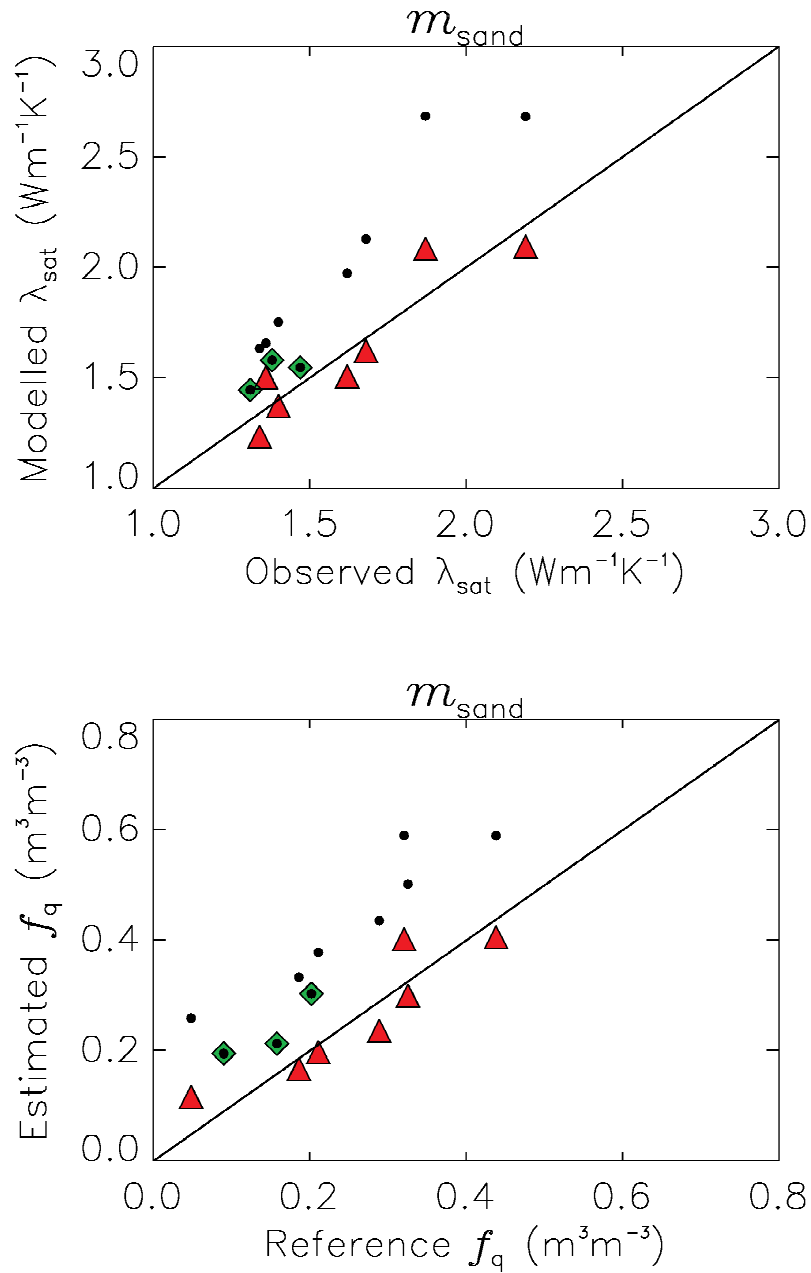 m_sand
3.0
2.5
2.0
1.5
1.0
Modelled λ_sat (Wm⁻¹K⁻¹)
1.0 1.5 2.0 2.5 3.0
Observed λ_sat (Wm⁻¹K⁻¹)
m_sand
0.8
0.6
0.4
0.2
0.0
Estimated f_q (m³m⁻³)
0.0 0.2 0.4 0.6 0.8
Reference f_q (m³m⁻³)